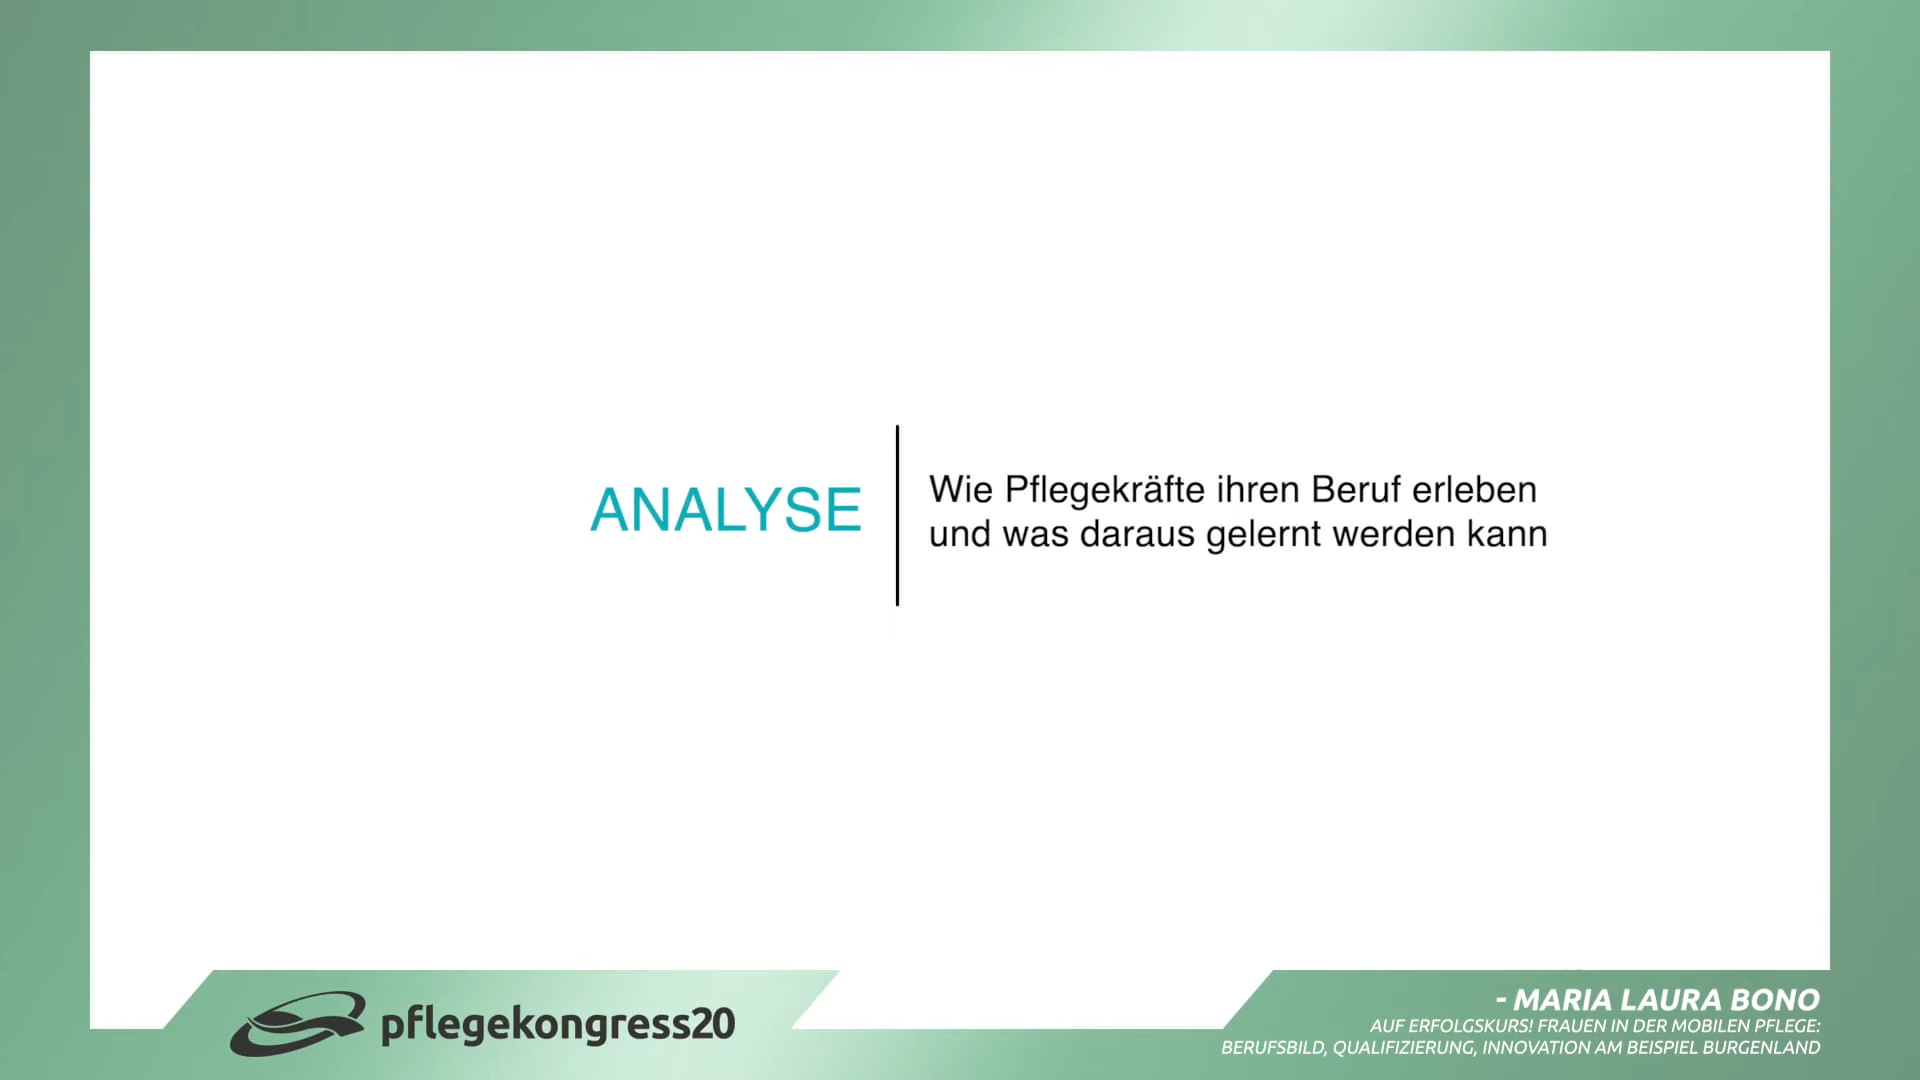 ANALYSE
Wie Pflegekräfte ihren Beruf erleben
und was daraus gelernt werden kann
pflegekongress20
- MARIA LAURA BONO
AUF ERFOLGSKURS! FRAUEN IN DER MOBILEN PFLEGE:
BERUFSBILD, QUALIFIZIERUNG, INNOVATION AM BEISPIEL BURGENLAND